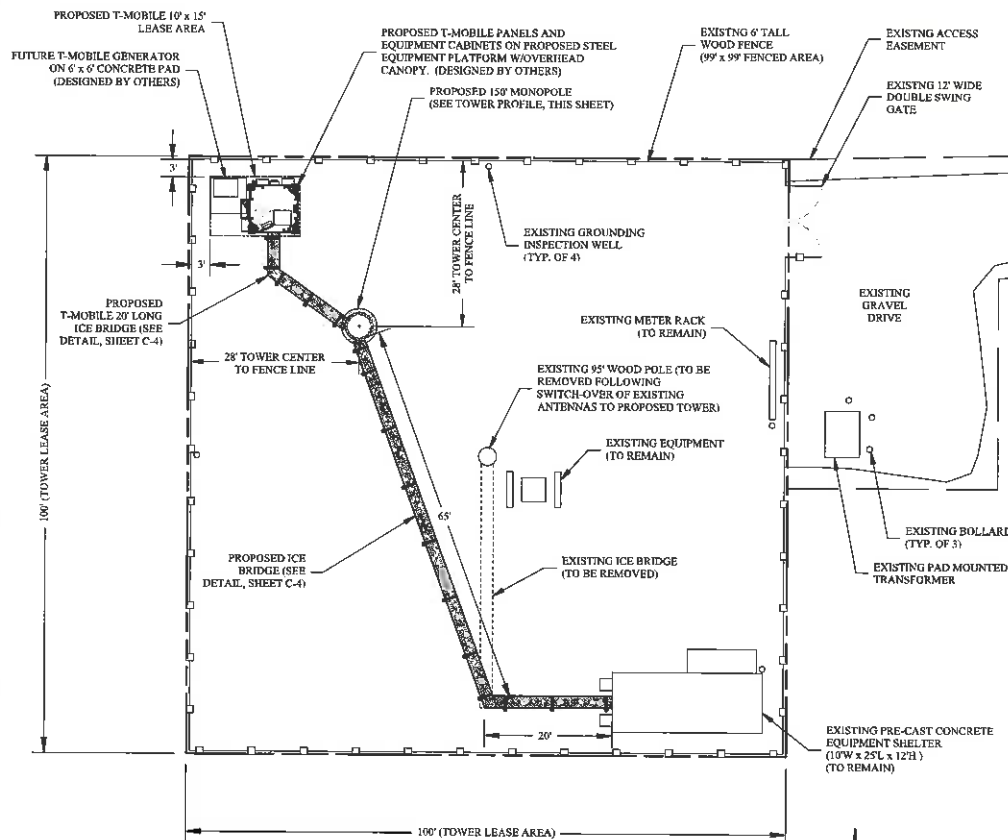 PROPOSED T-MOBILE 10' x 15'
LEASE AREA
FUTURE T-MOBILE GENERATOR
ON 6' x 6' CONCRETE PAD
(DESIGNED BY OTHERS)
PROPOSED T-MOBILE PANELS AND
EQUIPMENT CABINETS ON PROPOSED STEEL
EQUIPMENT PLATFORM W/OVERHEAD
CANOPY. (DESIGNED BY OTHERS)
PROPOSED 150' MONOPOLE
(SEE TOWER PROFILE, THIS SHEET)
EXISTNG 6' TALL
WOOD FENCE
(99' x 99' FENCED AREA)
EXISTNG ACCESS
EASEMENT
EXISTNG 12' WIDE
DOUBLE SWING
GATE
3'
3'
28' TOWER CENTER
TO FENCE LINE
EXISTING GROUNDING
INSPECTION WELL
(TYP. OF 4)
PROPOSED
T-MOBILE 20' LONG
ICE BRIDGE (SEE
DETAIL, SHEET C-4)
28' TOWER CENTER
TO FENCE LINE
EXISTING METER RACK
(TO REMAIN)
EXISTING
GRAVEL
DRIVE
EXISTING 95' WOOD POLE (TO BE
REMOVED FOLLOWING
SWITCH-OVER OF EXISTING
ANTENNAS TO PROPOSED TOWER)
EXISTING EQUIPMENT
(TO REMAIN)
100' (TOWER LEASE AREA)
65'
PROPOSED ICE
BRIDGE (SEE
DETAIL, SHEET C-4)
EXISTING ICE BRIDGE
(TO BE REMOVED)
EXISTING BOLLARD
(TYP. OF 3)
EXISTING PAD MOUNTED
TRANSFORMER
20'
EXISTING PRE-CAST CONCRETE
EQUIPMENT SHELTER
(10'W x 25'L x 12'H )
(TO REMAIN)
100' (TOWER LEASE AREA)